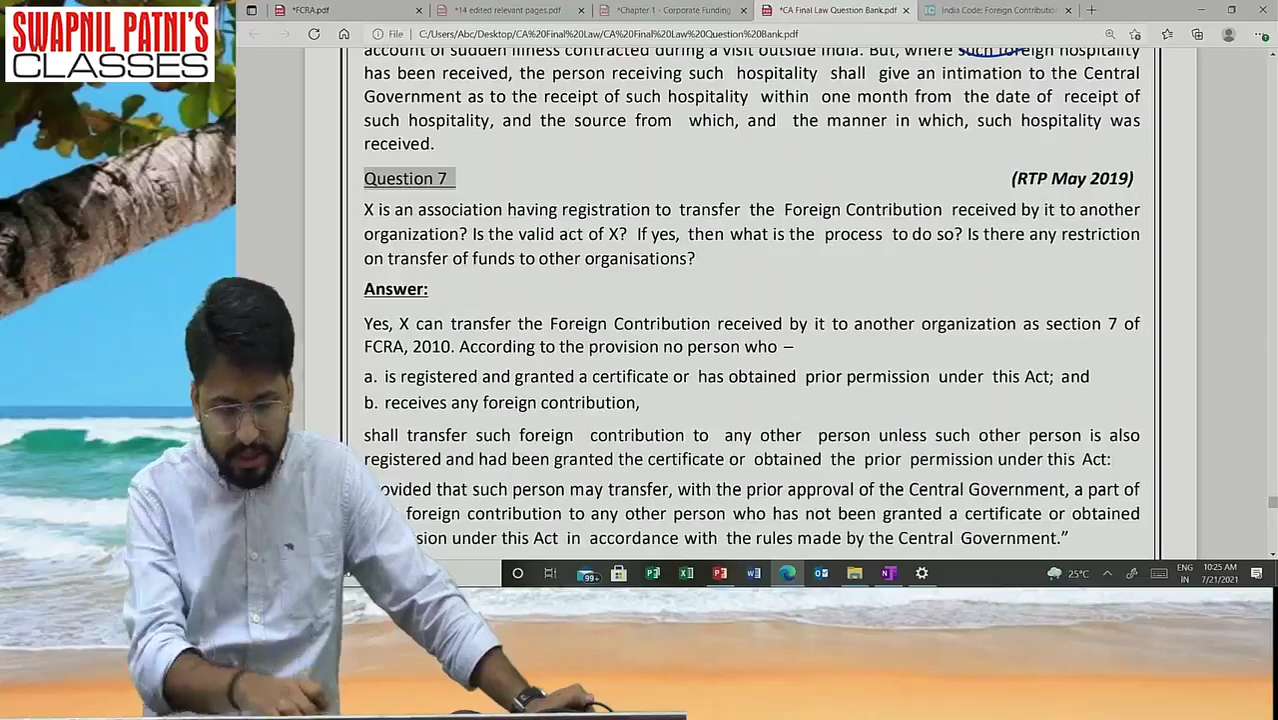 SWAPNIL PATNI'S
CLASSES
*FCRA.pdf
*14 edited relevant pages.pdf
*Chapter 1 - Corporate Funding
*CA Final Law Question Bank.pdf
India Code: Foreign Contributio
File
C:/Users/Abc/Desktop/CA%20Final%20Law/CA%20Final%20Law%20Question%20Bank.pdf
account of sudden illness contracted during a visit outside India. But, where such foreign hospitality
has been received, the person receiving such hospitality shall give an intimation to the Central
Government as to the receipt of such hospitality within one month from the date of receipt of
such hospitality, and the source from which, and the manner in which, such hospitality was
received.
Question 7
(RTP May 2019)
X is an association having registration to transfer the Foreign Contribution received by it to another
organization? Is the valid act of X? If yes, then what is the process to do so? Is there any restriction
on transfer of funds to other organisations?
Answer:
Yes, X can transfer the Foreign Contribution received by it to another organization as section 7 of
FCRA, 2010. According to the provision no person who –
a. is registered and granted a certificate or has obtained prior permission under this Act; and
b. receives any foreign contribution,
shall transfer such foreign contribution to any other person unless such other person is also
registered and had been granted the certificate or obtained the prior permission under this Act:
ovided that such person may transfer, with the prior approval of the Central Government, a part of
foreign contribution to any other person who has not been granted a certificate or obtained
sion under this Act in accordance with the rules made by the Central Government.”
99+
25°C
ENG
IN
10:25 AM
7/21/2021